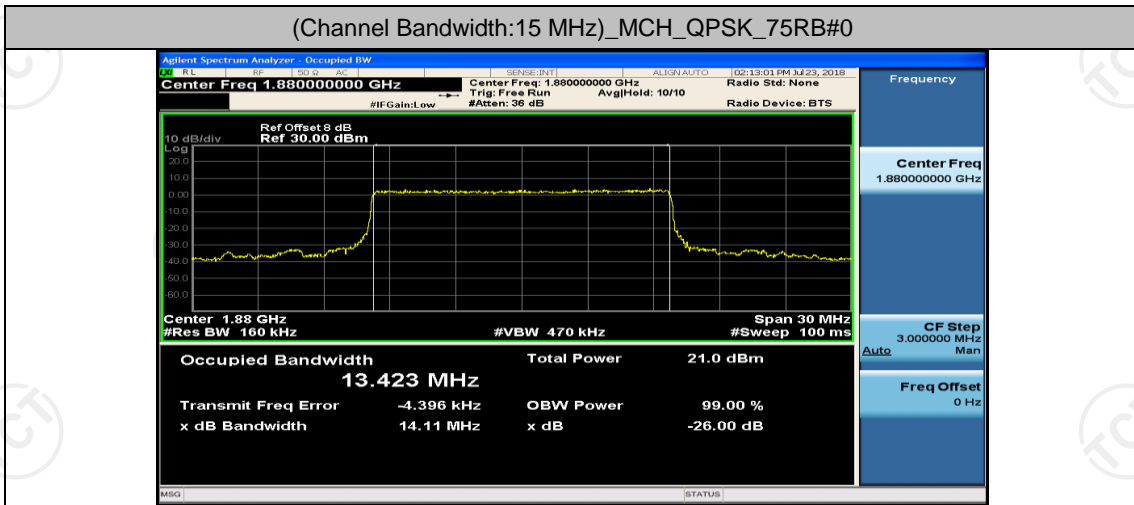 (Channel Bandwidth:15 MHz)_MCH_QPSK_75RB#0
Agilent Spectrum Analyzer - Occupied BW
LXI RL RF 50 Ω AC SENSE:INT ALIGN AUTO 02:13:01 PM Jul 23, 2018
Center Freq 1.880000000 GHz Center Freq: 1.880000000 GHz Radio Std: None
Trig: Free Run Avg|Hold: 10/10
#IFGain:Low #Atten: 36 dB Radio Device: BTS
Frequency
Ref Offset 8 dB
10 dB/div Ref 30.00 dBm
Log
20.0
10.0
0.00
-10.0
-20.0
-30.0
-40.0
-50.0
-60.0
Center Freq
1.880000000 GHz
Center 1.88 GHz Span 30 MHz
#Res BW 160 kHz #VBW 470 kHz #Sweep 100 ms
CF Step
3.000000 MHz
Auto Man
Freq Offset
0 Hz
Occupied Bandwidth Total Power 21.0 dBm
13.423 MHz
Transmit Freq Error -4.396 kHz OBW Power 99.00 %
x dB Bandwidth 14.11 MHz x dB -26.00 dB
MSG STATUS
TCT
TCT